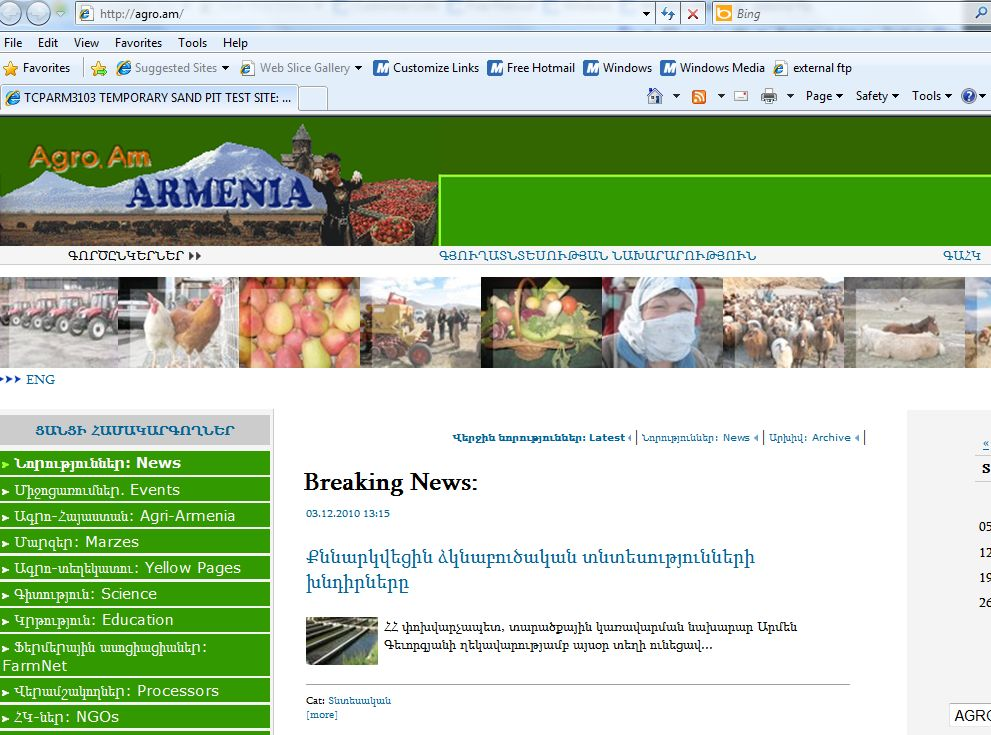 http://agro.am/
Bing
File Edit View Favorites Tools Help
Favorites Suggested Sites Web Slice Gallery Customize Links Free Hotmail Windows Windows Media external ftp
TCPARM3103 TEMPORARY SAND PIT TEST SITE: ...
Page Safety Tools
Agro.Am
ARMENIA
ԳՈՐԾԸՆԿԵՐՆԵՐ ԳՅՈՒՂԱՏՆՏԵՍՈՒԹՅԱՆ ՆԱԽԱՐԱՐՈՒԹՅՈՒՆ ԳԱՀԿ
ENG
ՑԱՆՑԻ ՀԱՄԱԿԱՐԳՈՂՆԵՐ
Նորություններ: News
Միջոցառումներ. Events
Ագրո-Հայաստան: Agri-Armenia
Մարզեր: Marzes
Ագրո-տեղեկատու: Yellow Pages
Գիտություն: Science
Կրթություն: Education
Ֆերմերային ասոցիացիաներ:
FarmNet
Վերամշակողներ: Processors
ՀԿ-ներ: NGOs
Վերջին նորություններ: Latest | Նորություններ: News | Արխիվ: Archive |
Breaking News:
03.12.2010 13:15
Քննարկվեցին ձկնաբուծական տնտեսությունների
խնդիրները
ՀՀ փոխվարչապետ, տարածքային կառավարման նախարար Արմեն
Գեւորգյանի ղեկավարությամբ այսօր տեղի ունեցավ...
Cat: Տնտեսական
[more]
«
05
12
19
26
AGRO